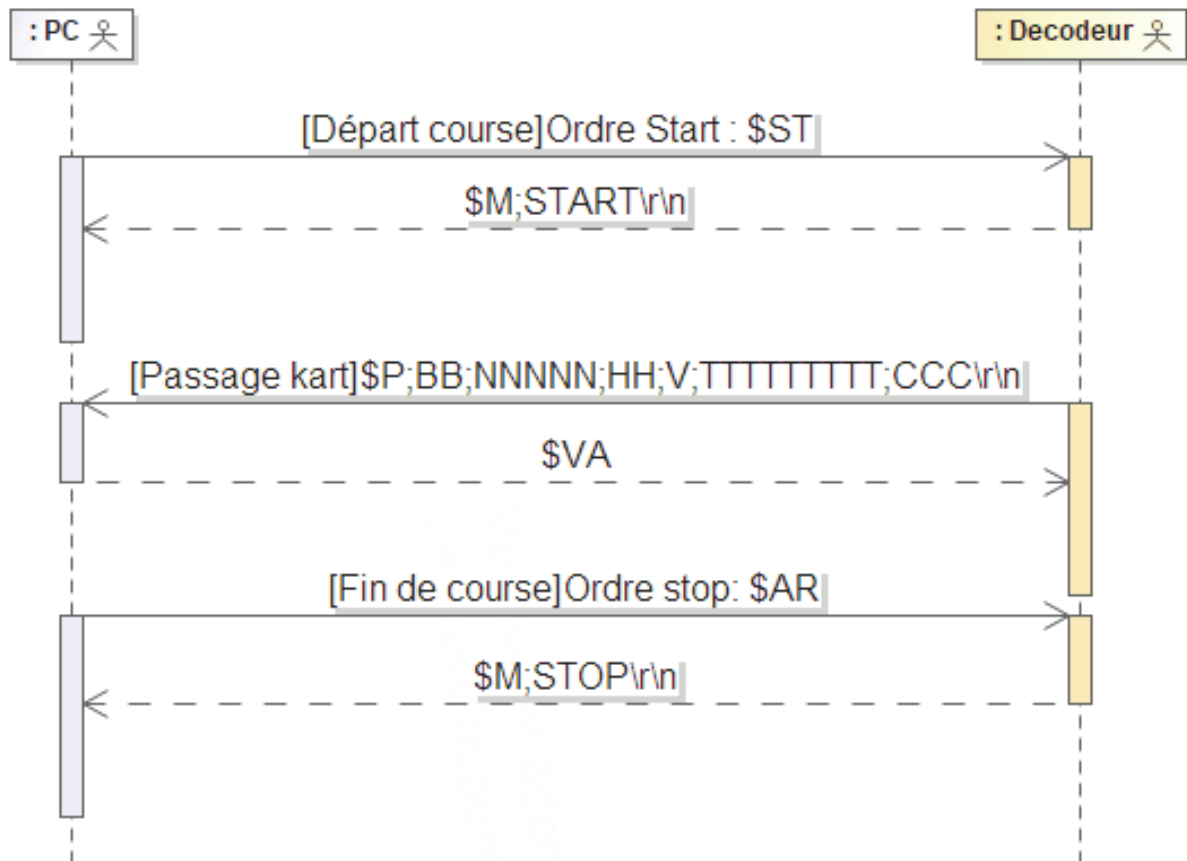 : PC
: Decodeur
[Départ course]Ordre Start : $ST
$M;START\r\n
[Passage kart]$P;BB;NNNNN;HH;V;TTTTTTTTT;CCC\r\n
$VA
[Fin de course]Ordre stop: $AR
$M;STOP\r\n